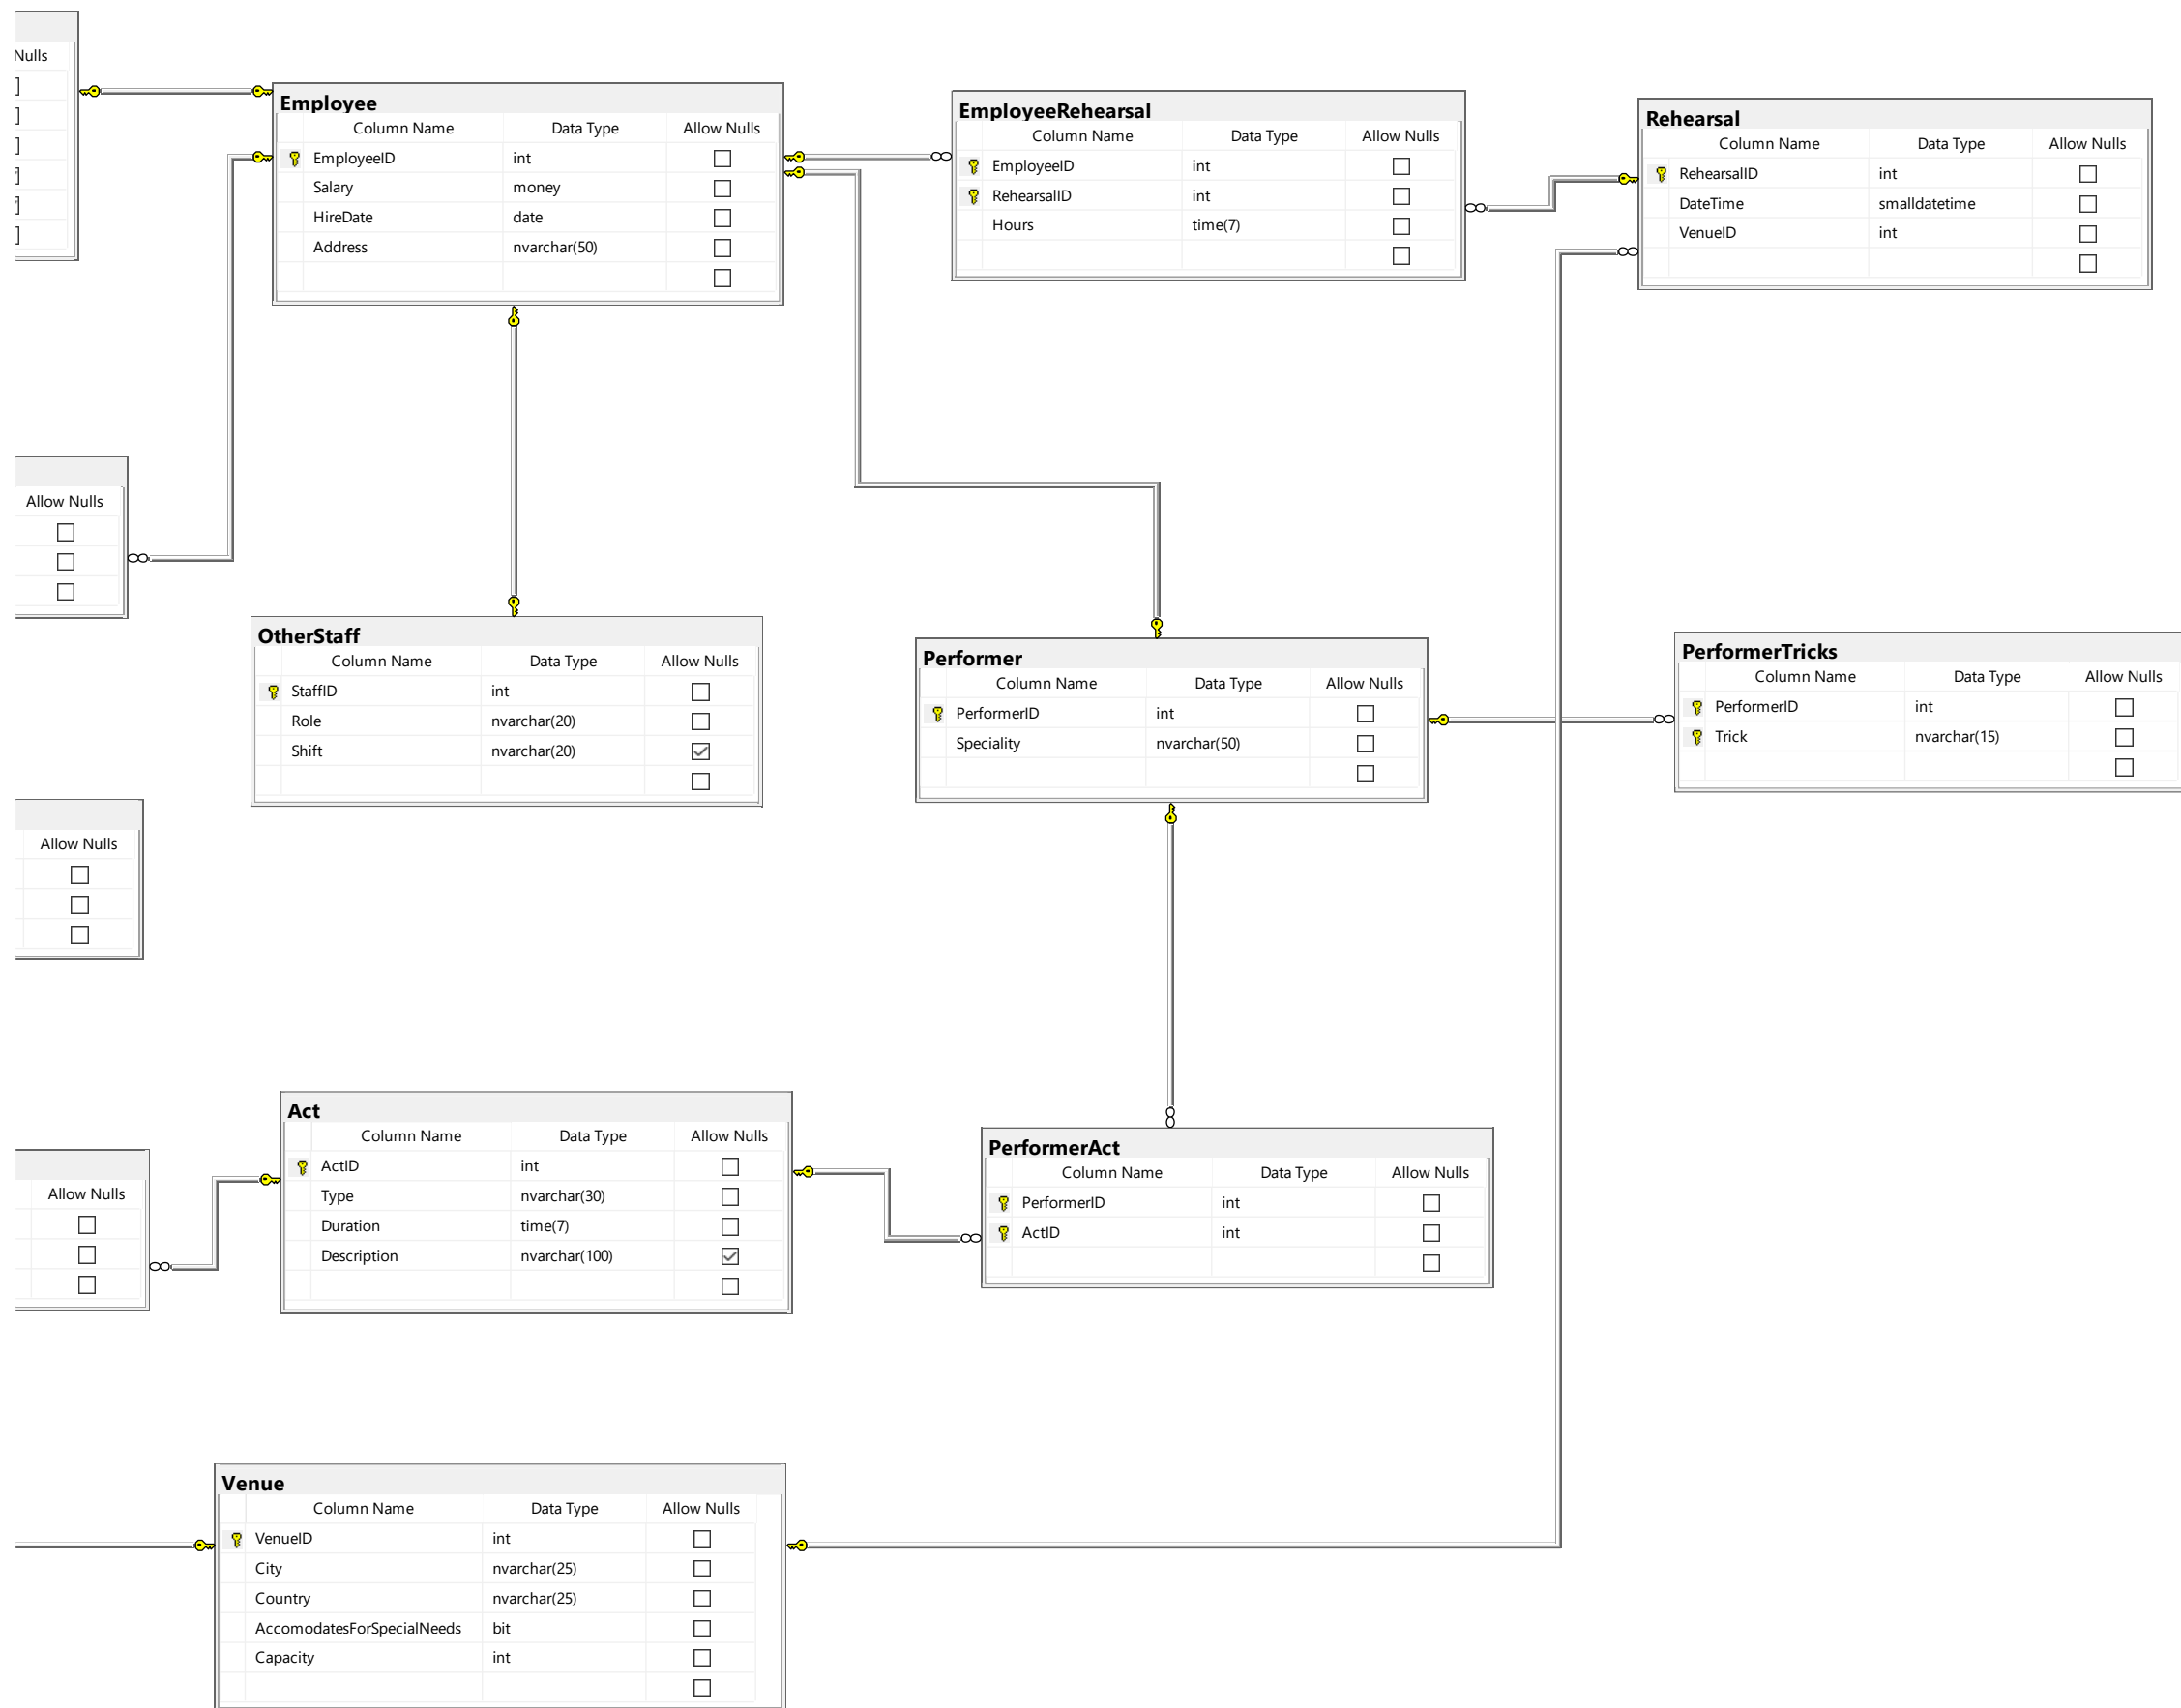 Nulls
Employee
Column Name Data Type Allow Nulls
EmployeeID int
Salary money
HireDate date
Address nvarchar(50)
EmployeeRehearsal
Column Name Data Type Allow Nulls
EmployeeID int
RehearsalID int
Hours time(7)
Rehearsal
Column Name Data Type Allow Nulls
RehearsalID int
DateTime smalldatetime
VenueID int
Allow Nulls
OtherStaff
Column Name Data Type Allow Nulls
StaffID int
Role nvarchar(20)
Shift nvarchar(20)
Performer
Column Name Data Type Allow Nulls
PerformerID int
Speciality nvarchar(50)
PerformerTricks
Column Name Data Type Allow Nulls
PerformerID int
Trick nvarchar(15)
Allow Nulls
Act
Column Name Data Type Allow Nulls
ActID int
Type nvarchar(30)
Duration time(7)
Description nvarchar(100)
PerformerAct
Column Name Data Type Allow Nulls
PerformerID int
ActID int
Allow Nulls
Venue
Column Name Data Type Allow Nulls
VenueID int
City nvarchar(25)
Country nvarchar(25)
AccomodatesForSpecialNeeds bit
Capacity int